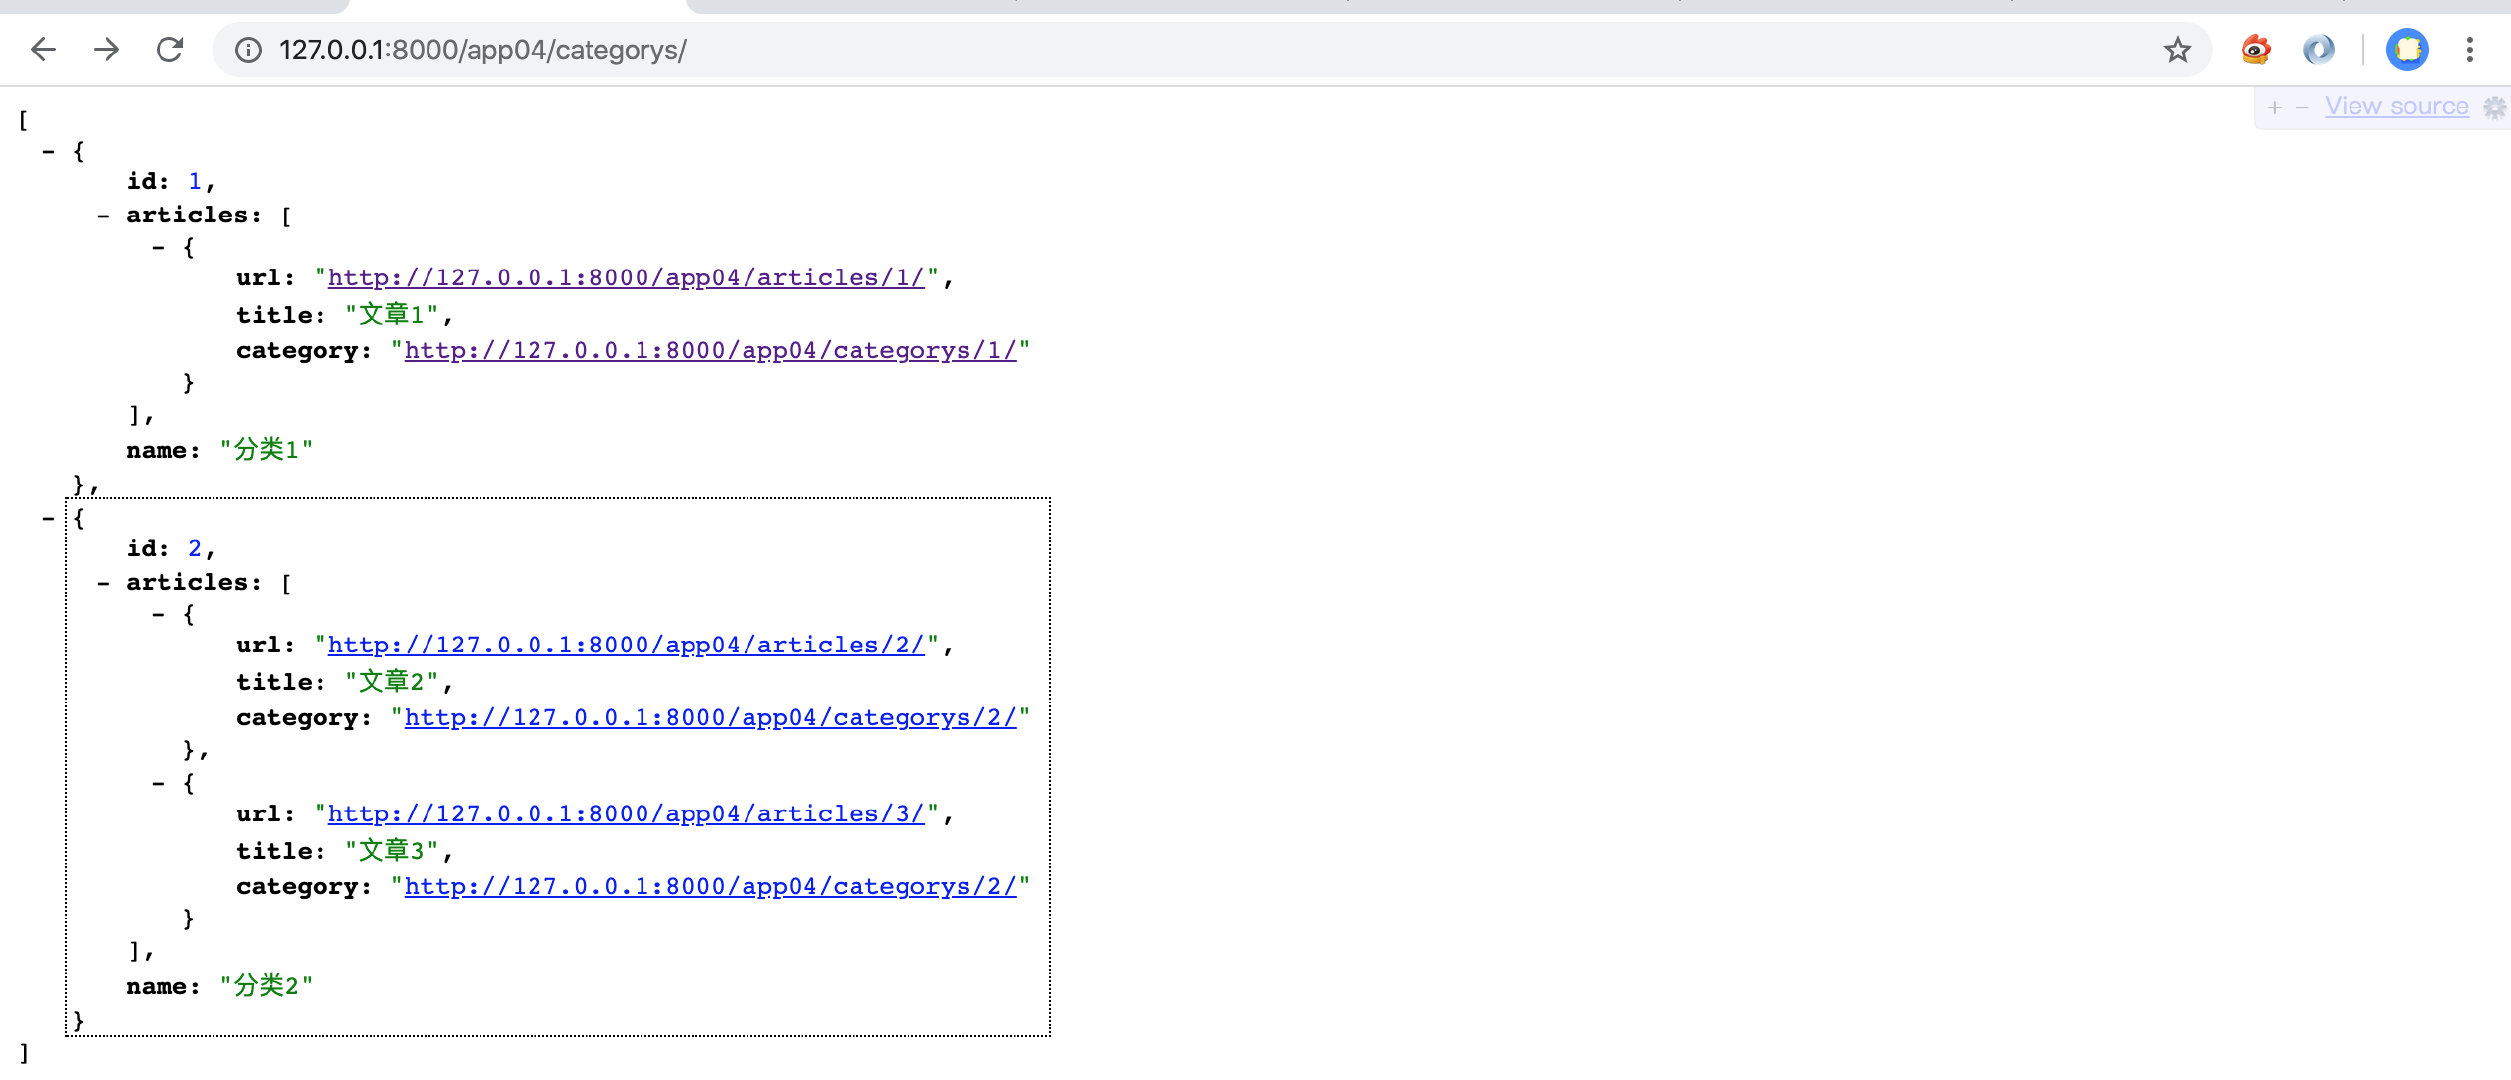 127.0.0.1:8000/app04/categorys/
+ - View source
[
- {
id: 1,
- articles: [
- {
url: "http://127.0.0.1:8000/app04/articles/1/",
title: "文章1",
category: "http://127.0.0.1:8000/app04/categorys/1/"
}
],
name: "分类1"
},
- {
id: 2,
- articles: [
- {
url: "http://127.0.0.1:8000/app04/articles/2/",
title: "文章2",
category: "http://127.0.0.1:8000/app04/categorys/2/"
},
- {
url: "http://127.0.0.1:8000/app04/articles/3/",
title: "文章3",
category: "http://127.0.0.1:8000/app04/categorys/2/"
}
],
name: "分类2"
}
]